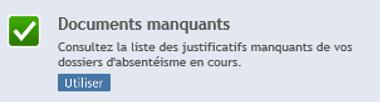 Documents manquants
Consultez la liste des justificatifs manquants de vos
dossiers d'absentéisme en cours.
Utiliser